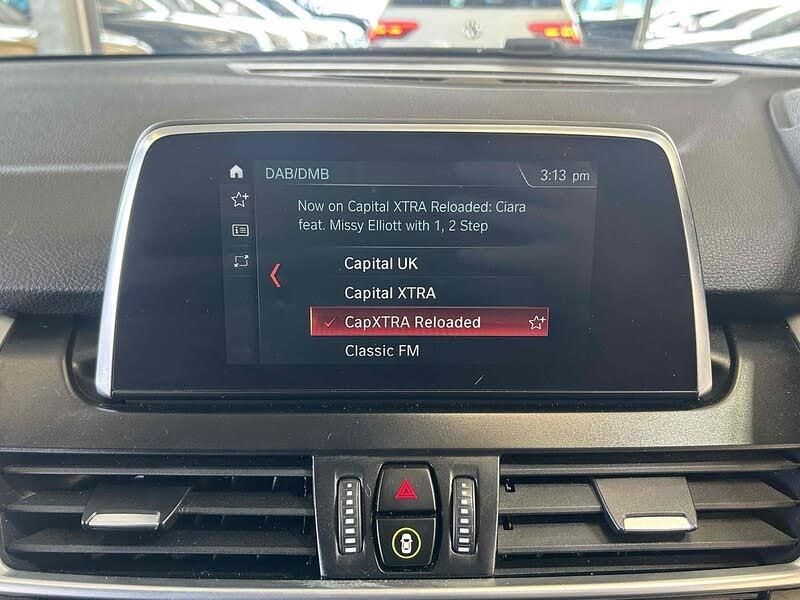 DAB/DMB 3:13 pm
Now on Capital XTRA Reloaded: Ciara
feat. Missy Elliott with 1, 2 Step
Capital UK
Capital XTRA
CapXTRA Reloaded
Classic FM